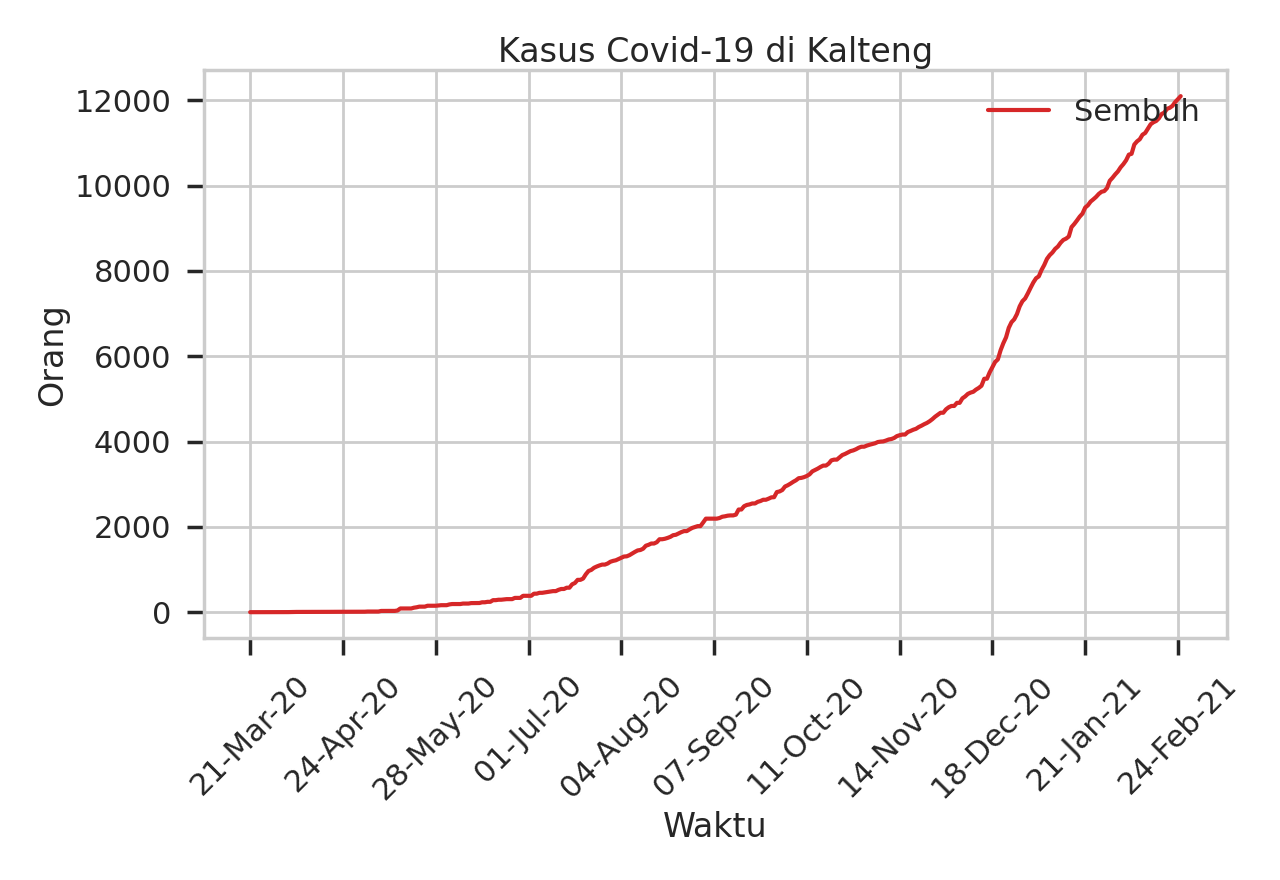 Kasus Covid-19 di Kalteng
Sembuh
12000
10000
8000
6000
4000
2000
0
Orang
21-Mar-20
24-Apr-20
28-May-20
01-Jul-20
04-Aug-20
07-Sep-20
11-Oct-20
14-Nov-20
18-Dec-20
21-Jan-21
24-Feb-21
Waktu